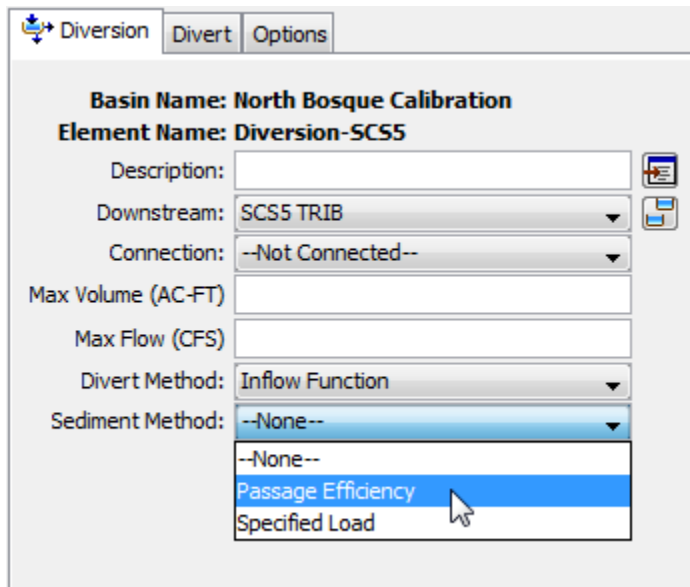 Diversion Divert Options
Basin Name: North Bosque Calibration
Element Name: Diversion-SCS5
Description:
Downstream: SCS5 TRIB
Connection: --Not Connected--
Max Volume (AC-FT)
Max Flow (CFS)
Divert Method: Inflow Function
Sediment Method: --None--
--None--
Passage Efficiency
Specified Load